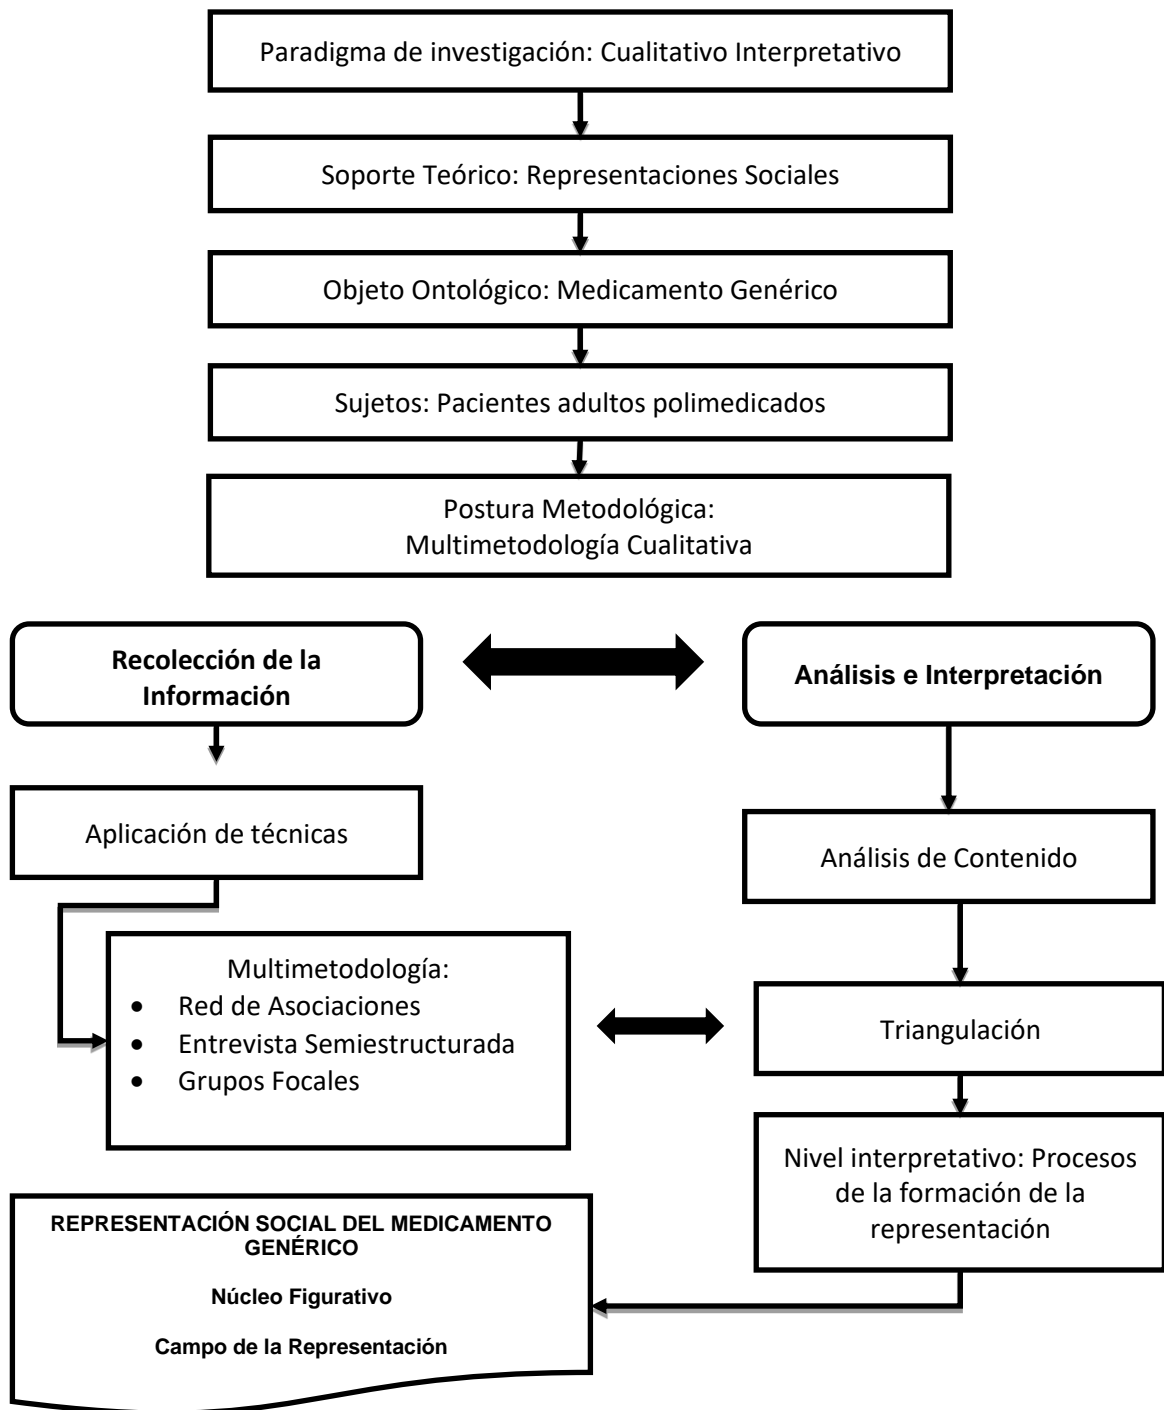 Paradigma de investigación: Cualitativo Interpretativo
Soporte Teórico: Representaciones Sociales
Objeto Ontológico: Medicamento Genérico
Sujetos: Pacientes adultos polimedicados
Postura Metodológica:
Multimetodología Cualitativa
Recolección de la
Información
Análisis e Interpretación
Aplicación de técnicas
Análisis de Contenido
Multimetodología:
• Red de Asociaciones
• Entrevista Semiestructurada
• Grupos Focales
Triangulación
Nivel interpretativo: Procesos
de la formación de la
representación
REPRESENTACIÓN SOCIAL DEL MEDICAMENTO
GENÉRICO
Núcleo Figurativo
Campo de la Representación